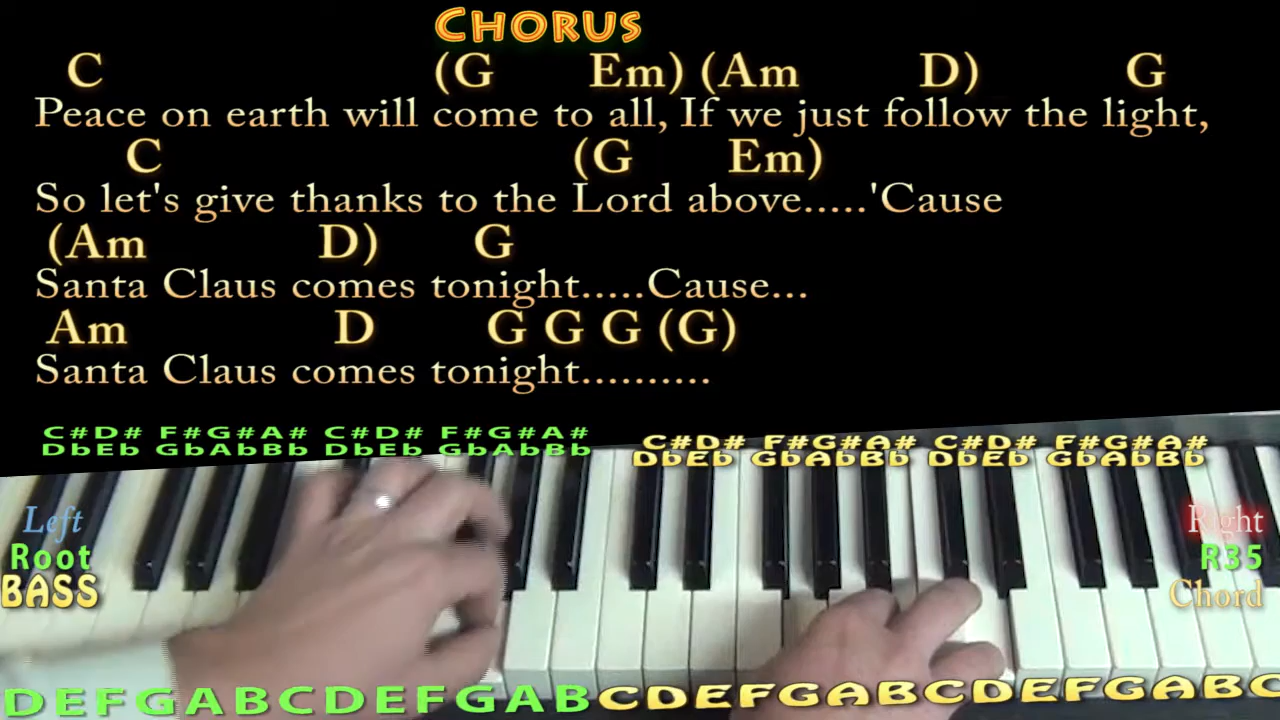 CHORUS
C (G Em) (Am D) G
Peace on earth will come to all, If we just follow the light,
C (G Em)
So let's give thanks to the Lord above.....'Cause
(Am D) G
Santa Claus comes tonight.....Cause...
Am D G G G (G)
Santa Claus comes tonight..........
C#D# F#G#A# C#D# F#G#A# C#D# F#G#A# C#D# F#G#A#
DbEb GbAbBb DbEb GbAbBb DbEb GbAbBb DbEb GbAbBb
Left
Root
BASS
Right
R35
Chord
DEFGABCDEFGABCDEFGABCDEFGABC